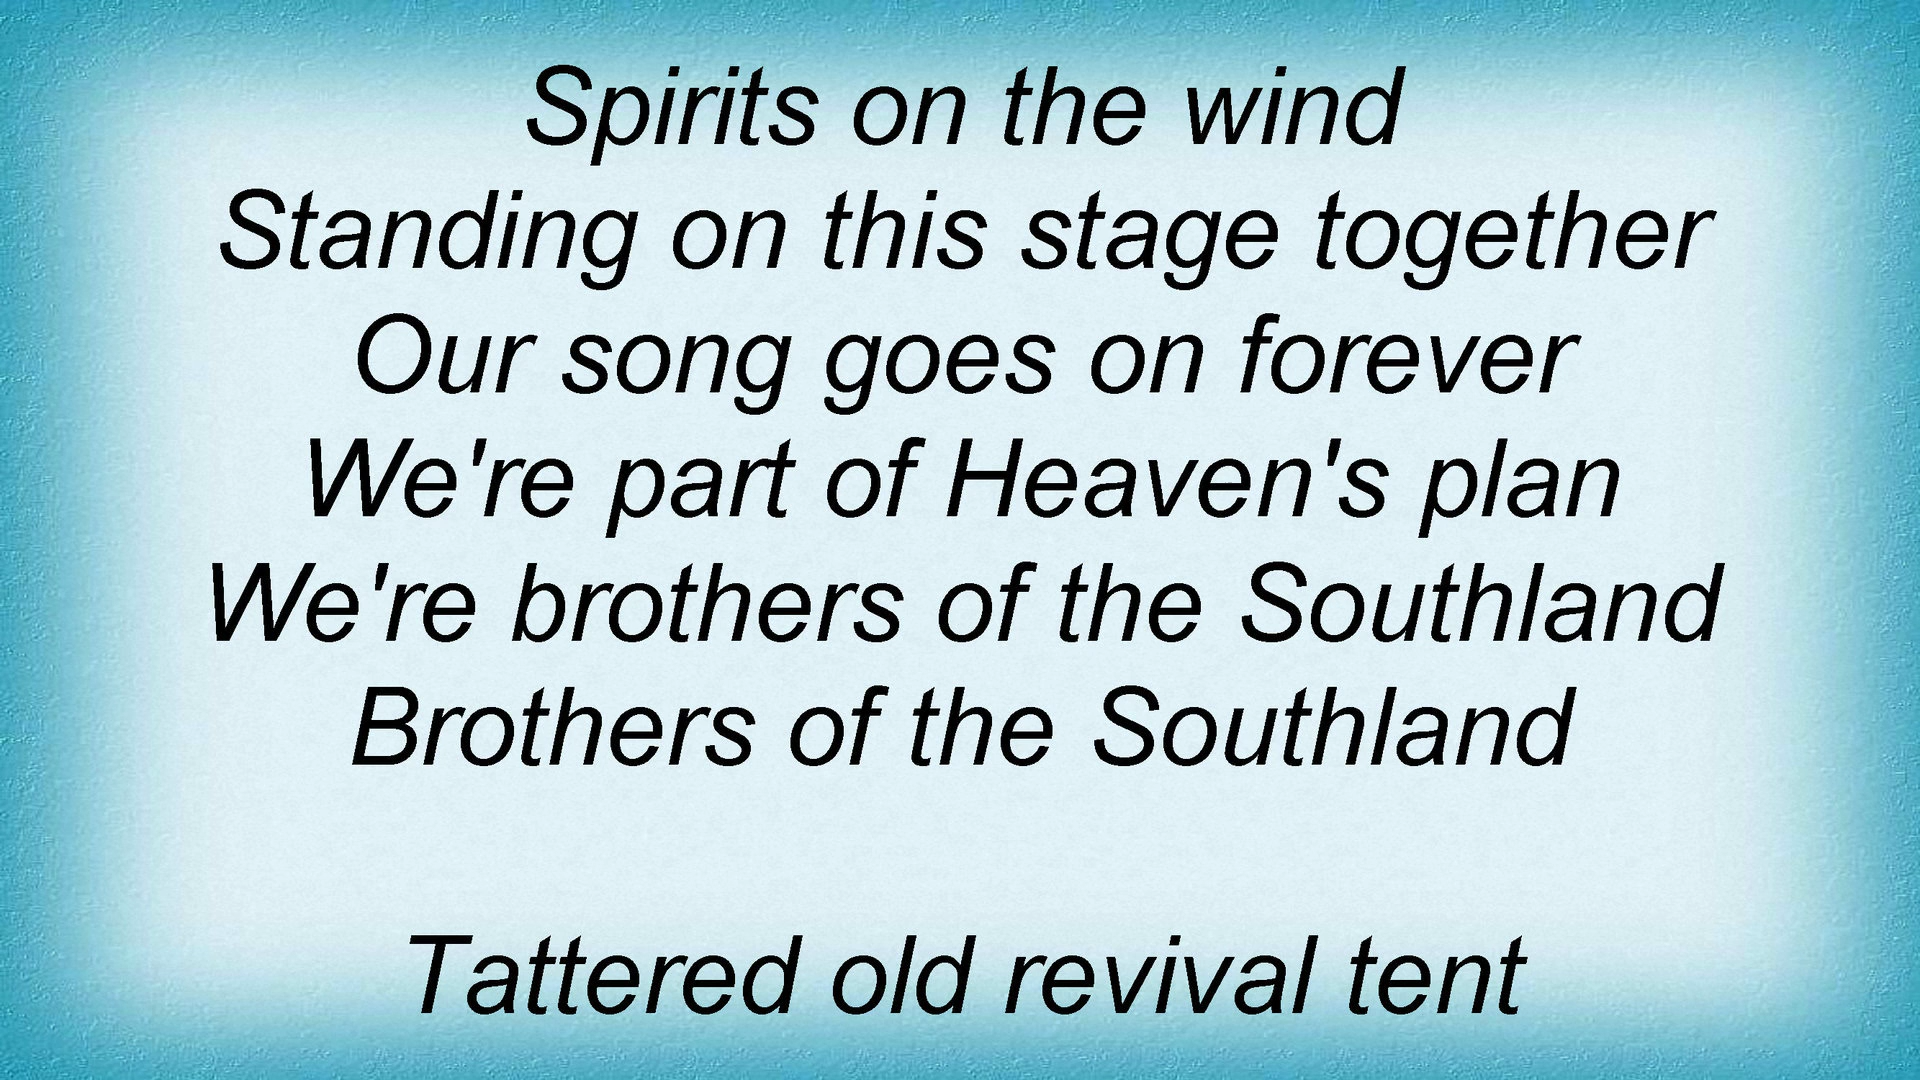 Spirits on the wind
Standing on this stage together
Our song goes on forever
We're part of Heaven's plan
We're brothers of the Southland
Brothers of the Southland
Tattered old revival tent